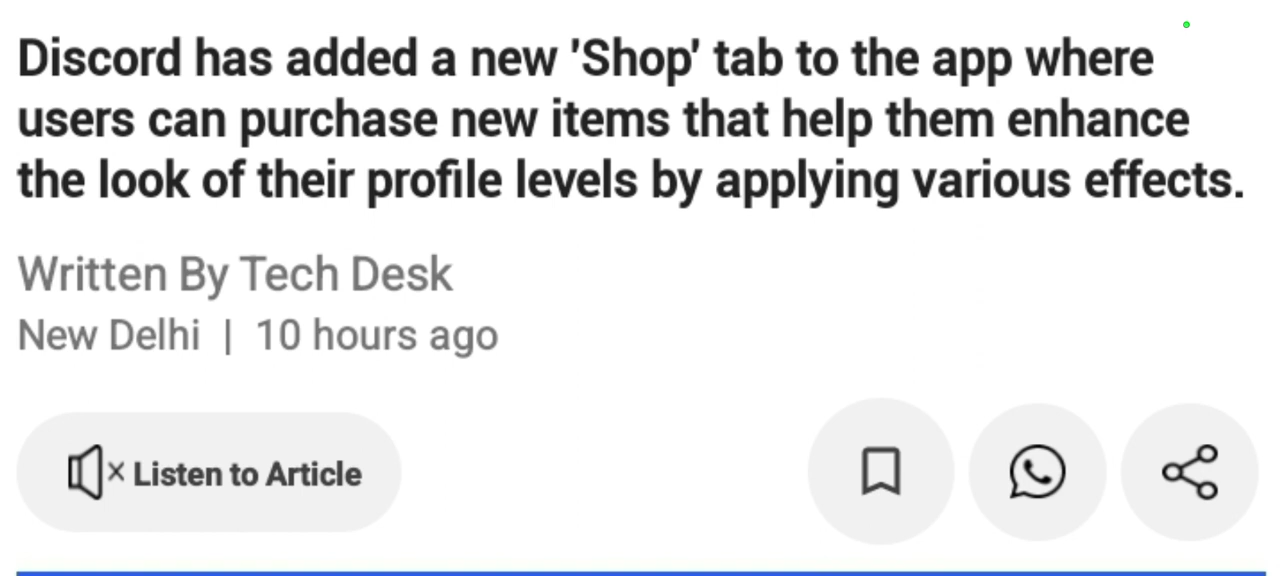 Discord has added a new 'Shop' tab to the app where
users can purchase new items that help them enhance
the look of their profile levels by applying various effects.
Written By Tech Desk
New Delhi | 10 hours ago
Listen to Article